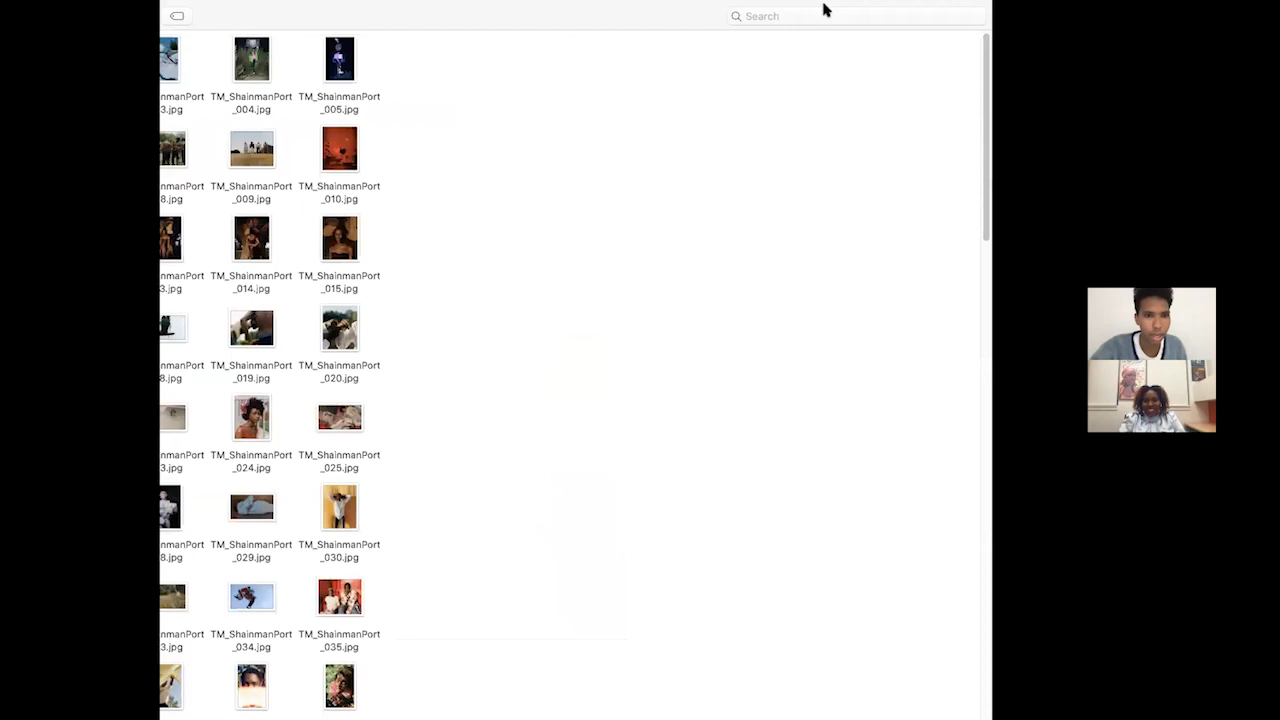 Search
nmanPort TM_ShainmanPort TM_ShainmanPort
3.jpg _004.jpg _005.jpg
nmanPort TM_ShainmanPort TM_ShainmanPort
8.jpg _009.jpg _010.jpg
nmanPort TM_ShainmanPort TM_ShainmanPort
3.jpg _014.jpg _015.jpg
nmanPort TM_ShainmanPort TM_ShainmanPort
8.jpg _019.jpg _020.jpg
nmanPort TM_ShainmanPort TM_ShainmanPort
3.jpg _024.jpg _025.jpg
nmanPort TM_ShainmanPort TM_ShainmanPort
8.jpg _029.jpg _030.jpg
nmanPort TM_ShainmanPort TM_ShainmanPort
3.jpg _034.jpg _035.jpg